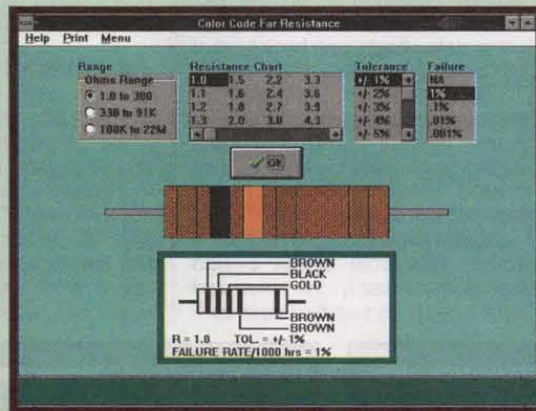 Color Code For Resistance
Help Print Menu
Range
Ohms Range
1.0 to 300
330 to 91K
100K to 22M
Resistance Chart
1.0 1.5 2.2 3.3
1.1 1.6 2.4 3.6
1.2 1.8 2.7 3.9
1.3 2.0 3.0 4.3
Tolerance
+/- 1%
+/- 2%
+/- 3%
+/- 4%
+/- 5%
Failure
NA
1%
.1%
.01%
.001%
OK
BROWN
BLACK
GOLD
BROWN
BROWN
R = 1.0 TOL. = +/- 1%
FAILURE RATE/1000 hrs = 1%